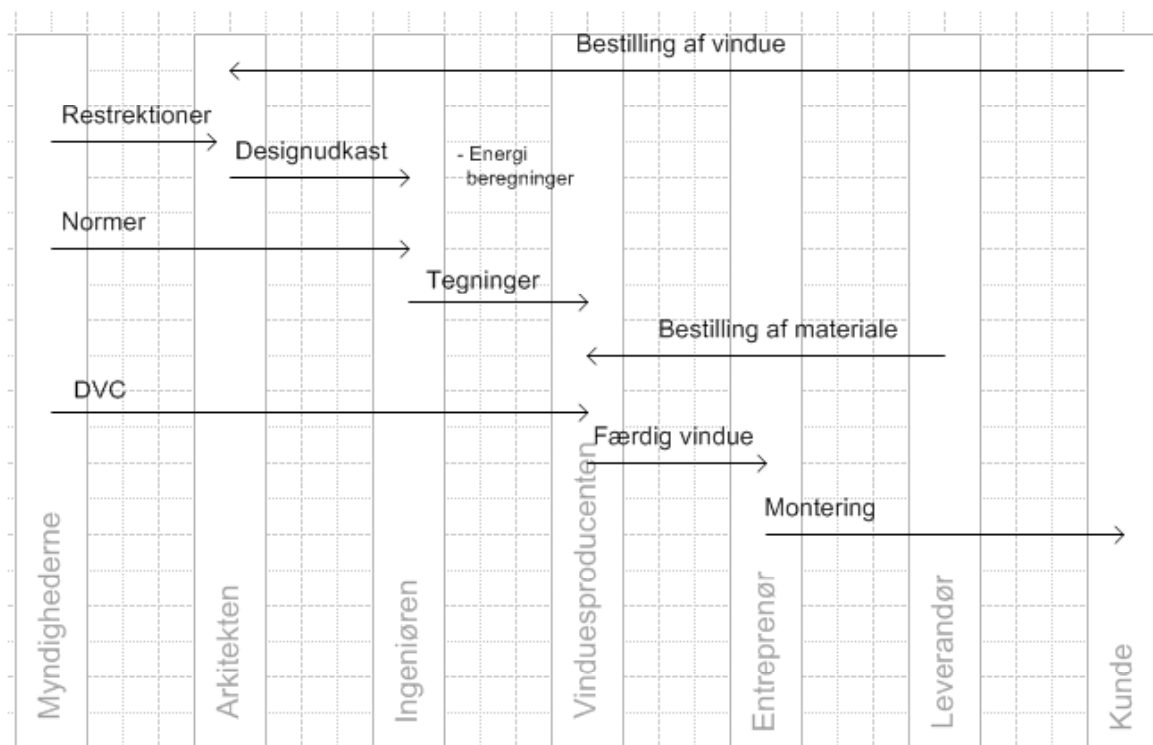 Bestilling af vindue
Restrektioner
Designudkast
- Energi
beregninger
Normer
Tegninger
Bestilling af materiale
DVC
Færdig vindue
Montering
Myndighederne
Arkitekten
Ingeniøren
Vinduesproducenten
Entreprenør
Leverandør
Kunde